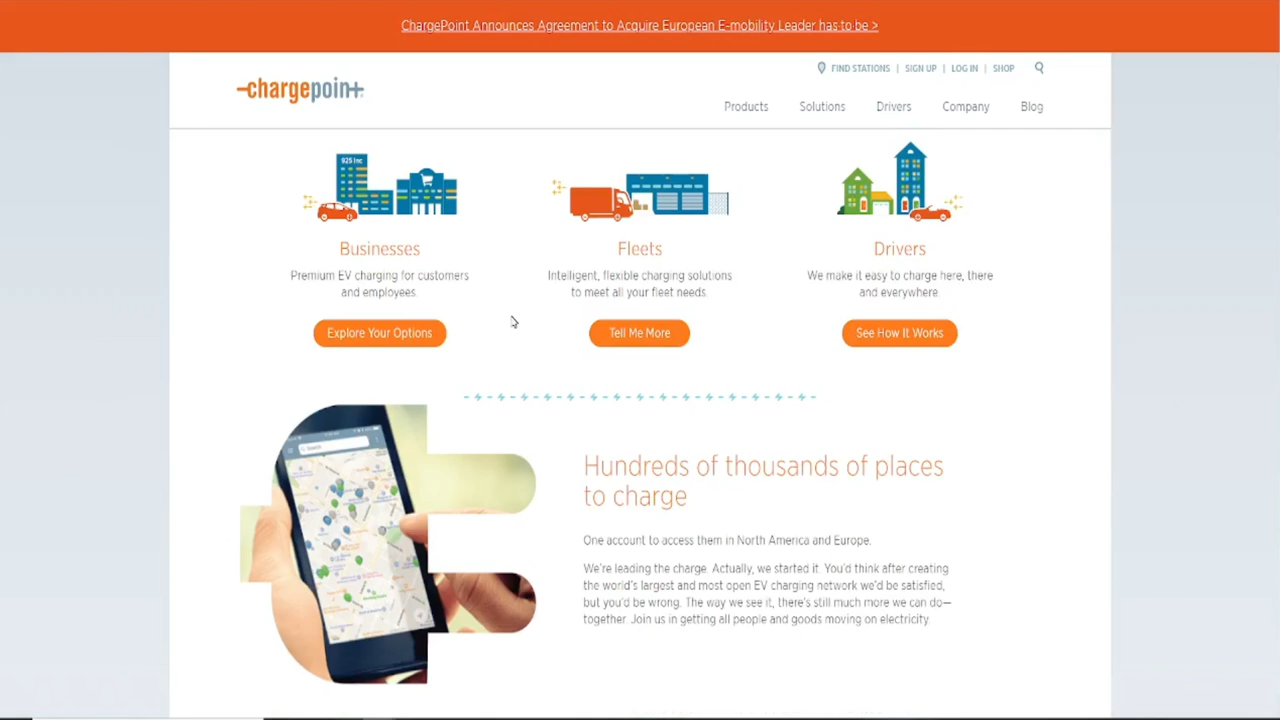 ChargePoint Announces Agreement to Acquire European E-mobility Leader has·to·be >
-chargepoin+
FIND STATIONS | SIGN UP | LOG IN | SHOP
Products Solutions Drivers Company Blog
925 Inc
Businesses
Premium EV charging for customers
and employees.
Explore Your Options
Fleets
Intelligent, flexible charging solutions
to meet all your fleet needs.
Tell Me More
Drivers
We make it easy to charge here, there
and everywhere.
See How It Works
Search
Hundreds of thousands of places
to charge
One account to access them in North America and Europe.
We're leading the charge. Actually, we started it. You'd think after creating
the world's largest and most open EV charging network we'd be satisfied,
but you'd be wrong. The way we see it, there's still much more we can do—
together. Join us in getting all people and goods moving on electricity.